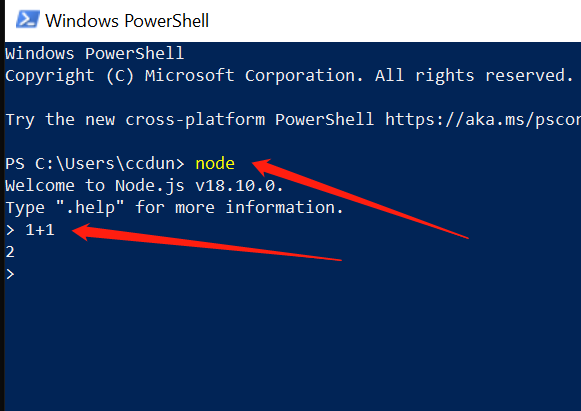 Windows PowerShell
Windows PowerShell
Copyright (C) Microsoft Corporation. All rights reserved.
Try the new cross-platform PowerShell https://aka.ms/pscor
PS C:\Users\ccdun> node
Welcome to Node.js v18.10.0.
Type ".help" for more information.
> 1+1
2
>